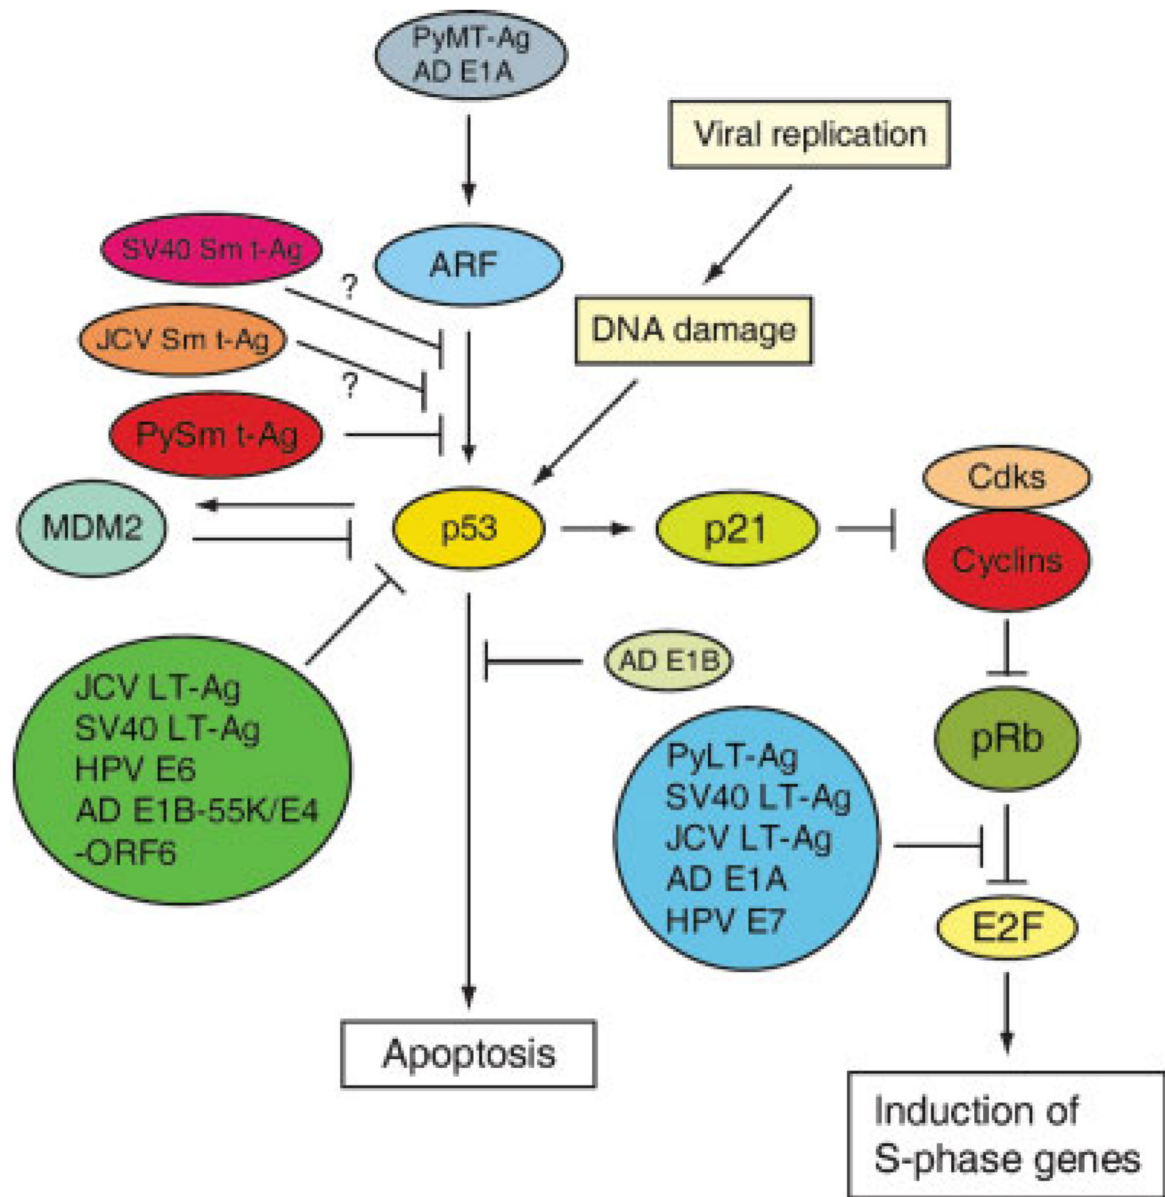 PyMT-Ag
AD E1A
Viral replication
SV40 Sm t-Ag
ARF
?
JCV Sm t-Ag
DNA damage
?
PySm t-Ag
Cdks
MDM2
p53
p21
Cyclins
AD E1B
JCV LT-Ag
SV40 LT-Ag
HPV E6
AD E1B-55K/E4
-ORF6
pRb
PyLT-Ag
SV40 LT-Ag
JCV LT-Ag
AD E1A
HPV E7
E2F
Apoptosis
Induction of
S-phase genes